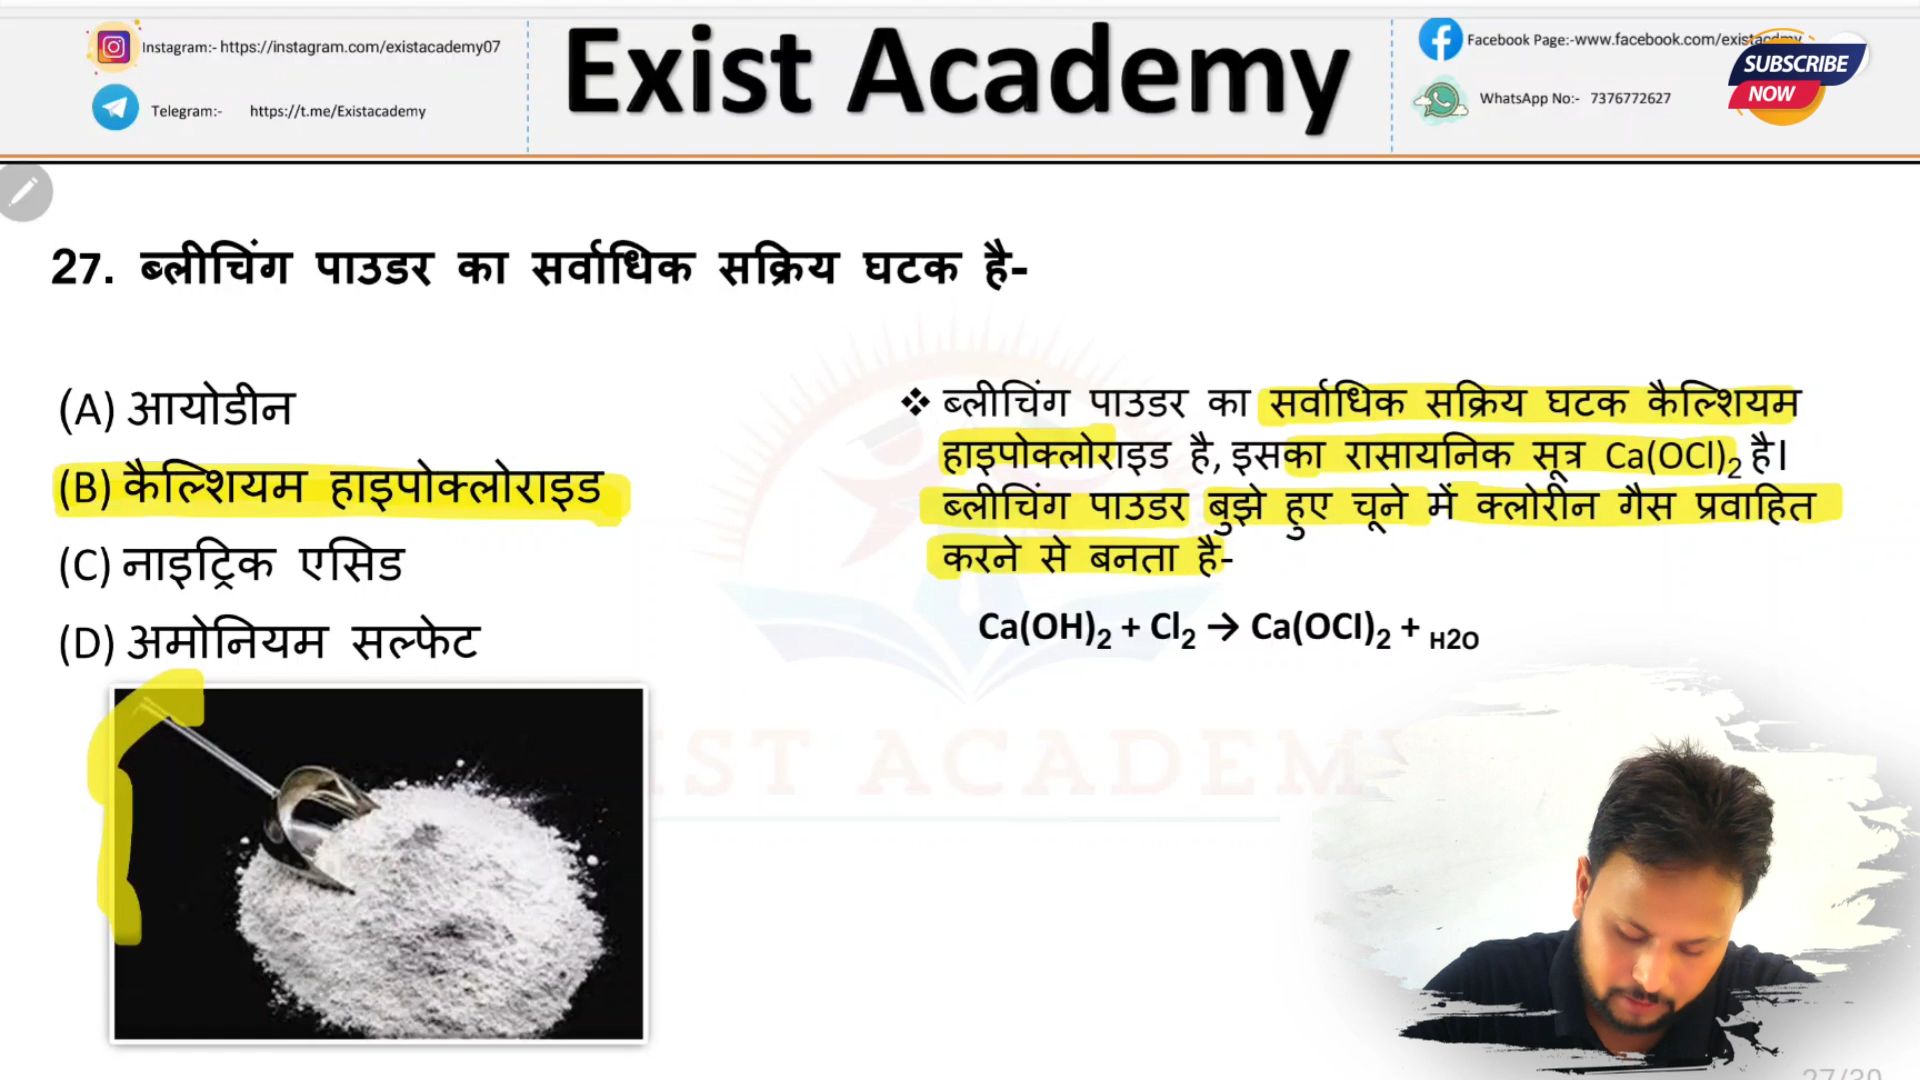 Instagram:- https://instagram.com/existacademy07
Telegram:- https://t.me/Existacademy
Exist Academy
Facebook Page:-www.facebook.com/existacdmy
WhatsApp No:- 7376772627
SUBSCRIBE
NOW
27. ब्लीचिंग पाउडर का सर्वाधिक सक्रिय घटक है-
(A) आयोडीन
(B) कैल्शियम हाइपोक्लोराइड
(C) नाइट्रिक एसिड
(D) अमोनियम सल्फेट
❖ ब्लीचिंग पाउडर का सर्वाधिक सक्रिय घटक कैल्शियम
हाइपोक्लोराइड है, इसका रासायनिक सूत्र Ca(OCl)₂ है।
ब्लीचिंग पाउडर बुझे हुए चूने में क्लोरीन गैस प्रवाहित
करने से बनता है-
Ca(OH)₂ + Cl₂ → Ca(OCl)₂ + H2O
IST ACADEM